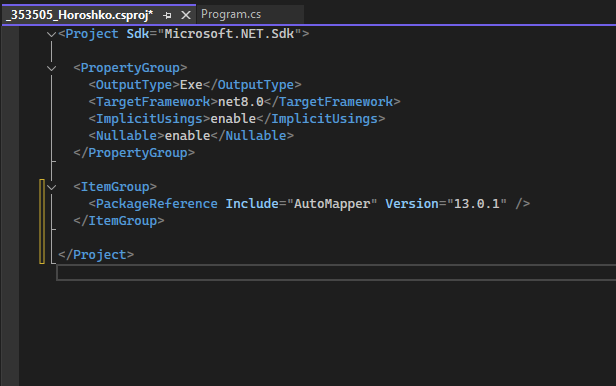 _353505_Horoshko.csproj*
Program.cs
<Project Sdk="Microsoft.NET.Sdk">
<PropertyGroup>
<OutputType>Exe</OutputType>
<TargetFramework>net8.0</TargetFramework>
<ImplicitUsings>enable</ImplicitUsings>
<Nullable>enable</Nullable>
</PropertyGroup>
<ItemGroup>
<PackageReference Include="AutoMapper" Version="13.0.1" />
</ItemGroup>
</Project>